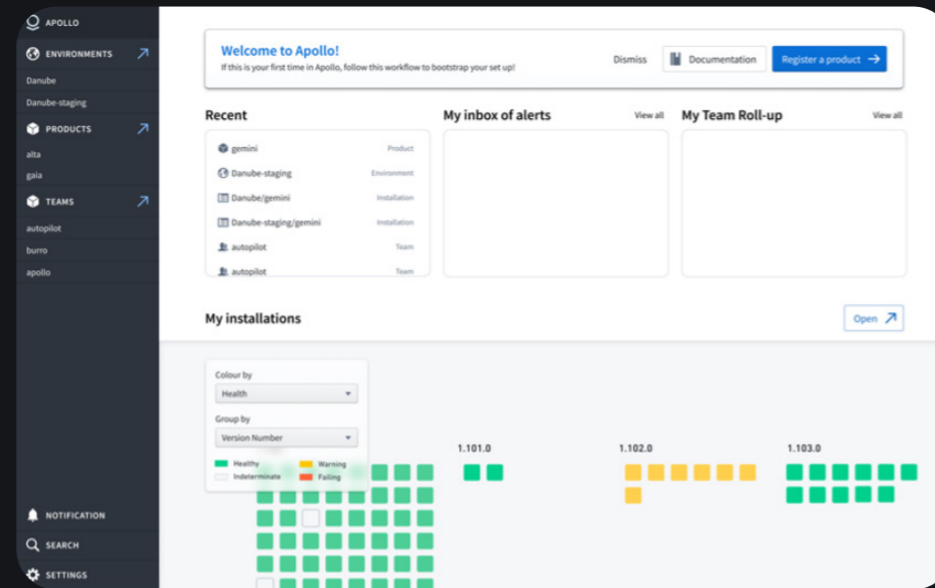 APOLLO
ENVIRONMENTS
Danube
Danube-staging
PRODUCTS
alta
gaia
TEAMS
autopilot
burro
apollo
NOTIFICATION
SEARCH
SETTINGS
Welcome to Apollo!
If this is your first time in Apollo, follow this workflow to bootstrap your set up!
Dismiss
Documentation
Register a product
Recent
gemini Product
Danube-staging Environment
Danube/gemini Installation
Danube-staging/gemini Installation
autopilot Team
autopilot Team
My inbox of alerts View all
My Team Roll-up View all
My installations
Open
Colour by
Health
Group by
Version Number
Healthy Warning
Indeterminate Failing
1.101.0
1.102.0
1.103.0